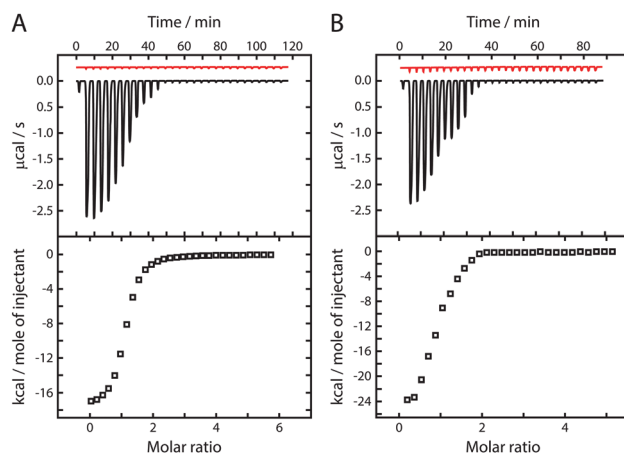 A
Time / min
0 20 40 60 80 100 120
0.0
0.5
-1.0
-1.5
-2.0
-2.5
µcal / s
0
-4
-8
-12
-16
kcal / mole of injectant
0 2 4 6
Molar ratio
B
Time / min
0 20 40 60 80
0.0
0.5
-1.0
-1.5
-2.0
-2.5
µcal / s
0
-4
-8
-12
-16
-20
-24
kcal / mole of injectant
0 2 4
Molar ratio